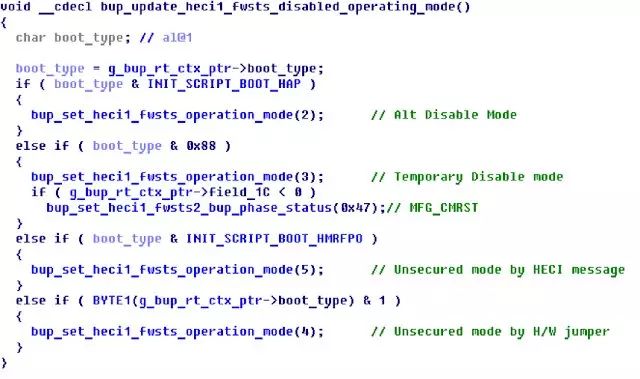 void __cdecl bup_update_heci1_fwsts_disabled_operating_mode()
{
  char boot_type; // al@1

  boot_type = g_bup_rt_ctx_ptr->boot_type;
  if ( boot_type & INIT_SCRIPT_BOOT_HAP )
  {
    bup_set_heci1_fwsts_operation_mode(2);      // Alt Disable Mode
  }
  else if ( boot_type & 0x88 )
  {
    bup_set_heci1_fwsts_operation_mode(3);      // Temporary Disable mode
    if ( g_bup_rt_ctx_ptr->field_1C < 0 )
      bup_set_heci1_fwsts2_bup_phase_status(0x47);// MFG_CMRST
  }
  else if ( boot_type & INIT_SCRIPT_BOOT_HMRFPO )
  {
    bup_set_heci1_fwsts_operation_mode(5);      // Unsecured mode by HECI message
  }
  else if ( BYTE1(g_bup_rt_ctx_ptr->boot_type) & 1 )
  {
    bup_set_heci1_fwsts_operation_mode(4);      // Unsecured mode by H/W jumper
  }
}